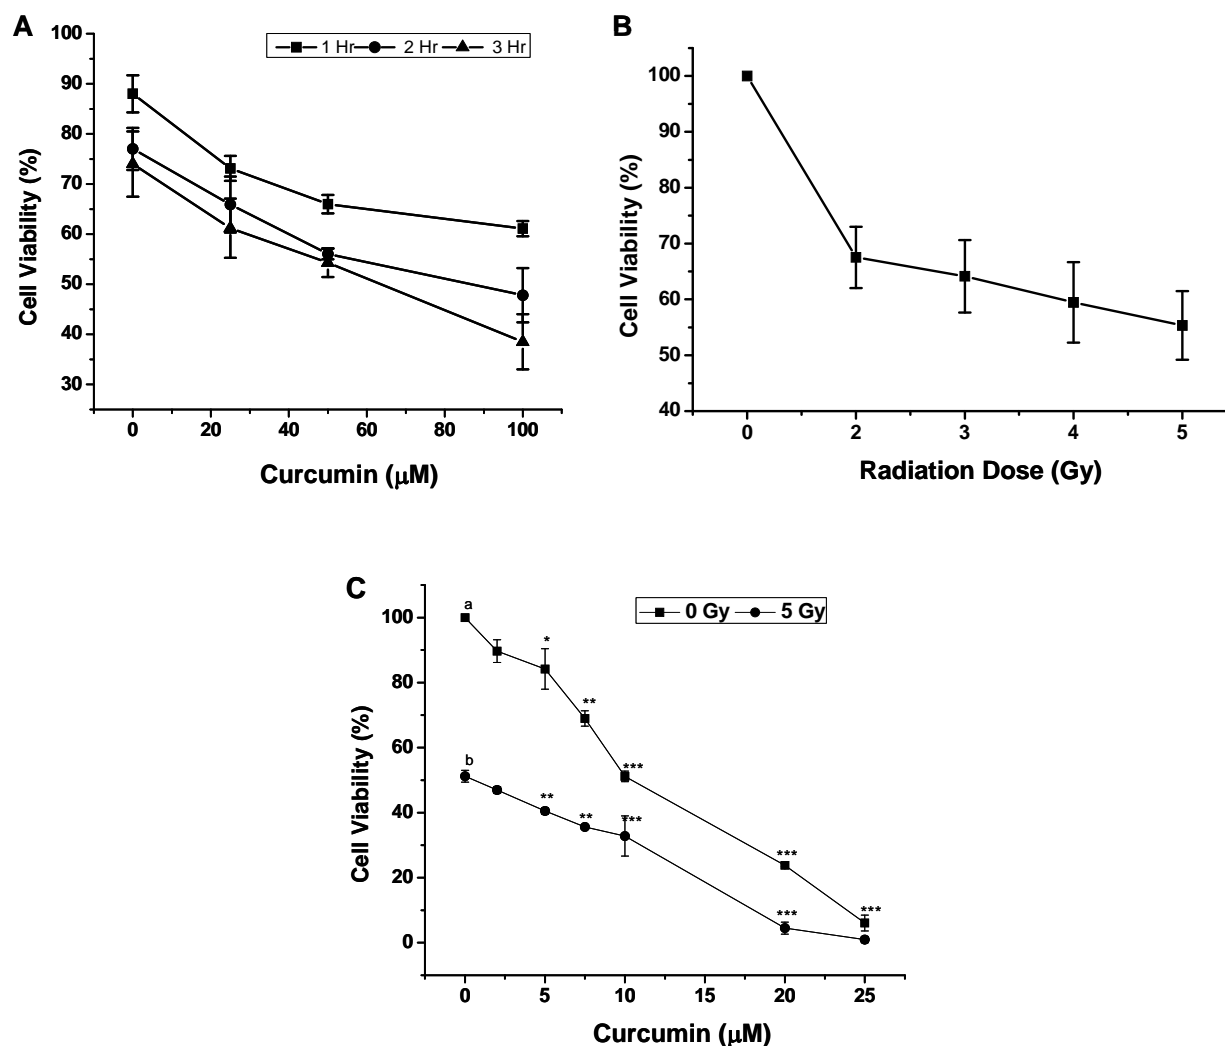 A
1 Hr 2 Hr 3 Hr
100
90
80
70
60
50
40
30
Cell Viability (%)
0 20 40 60 80 100
Curcumin (μM)
B
100
90
80
70
60
50
40
Cell Viability (%)
0 2 3 4 5
Radiation Dose (Gy)
C
0 Gy 5 Gy
100
80
60
40
20
0
Cell Viability (%)
a
*
**
***
***
***
b
**
**
***
***
0 5 10 15 20 25
Curcumin (μM)